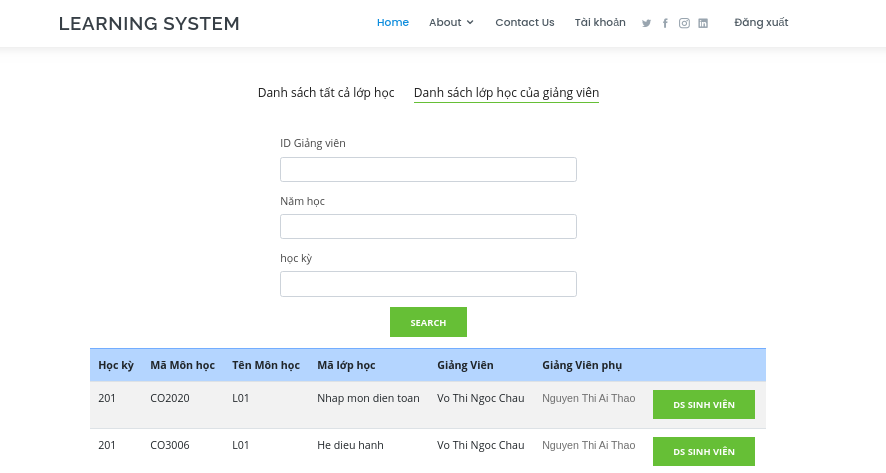 LEARNING SYSTEM Home About Contact Us Tài khoản Đăng xuất
Danh sách tất cả lớp học Danh sách lớp học của giảng viên
ID Giảng viên
Năm học
học kỳ
SEARCH
Học kỳ Mã Môn học Tên Môn học Mã lớp học Giảng Viên Giảng Viên phụ
201 CO2020 L01 Nhap mon dien toan Vo Thi Ngoc Chau Nguyen Thi Ai Thao DS SINH VIÊN
201 CO3006 L01 He dieu hanh Vo Thi Ngoc Chau Nguyen Thi Ai Thao DS SINH VIÊN